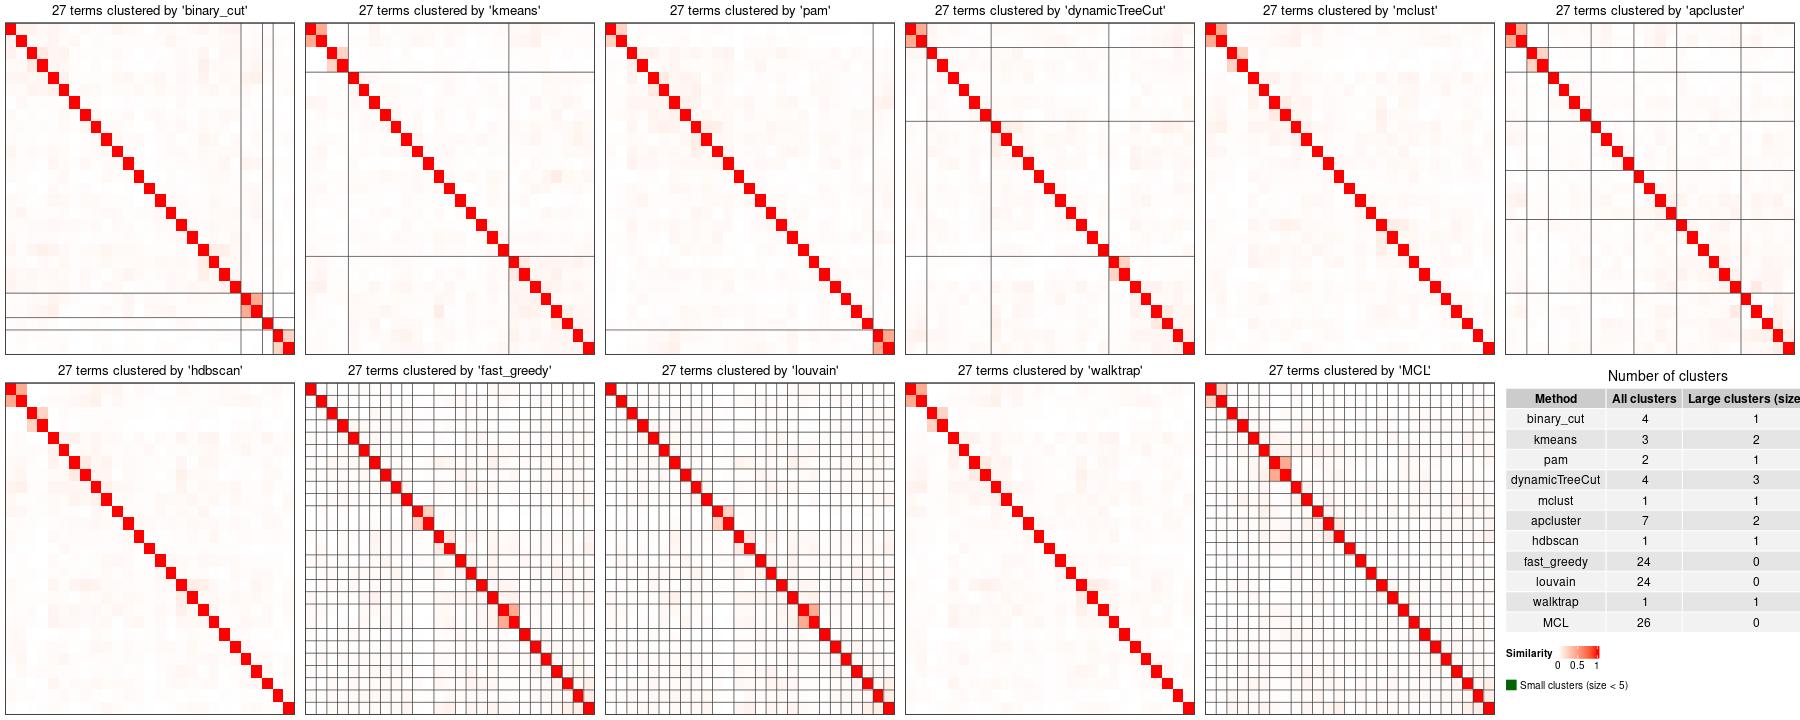 27 terms clustered by 'binary_cut'
27 terms clustered by 'kmeans'
27 terms clustered by 'pam'
27 terms clustered by 'dynamicTreeCut'
27 terms clustered by 'mclust'
27 terms clustered by 'apcluster'
27 terms clustered by 'hdbscan'
27 terms clustered by 'fast_greedy'
27 terms clustered by 'louvain'
27 terms clustered by 'walktrap'
27 terms clustered by 'MCL'
Number of clusters
Method All clusters Large clusters (size
binary_cut 4 1
kmeans 3 2
pam 2 1
dynamicTreeCut 4 3
mclust 1 1
apcluster 7 2
hdbscan 1 1
fast_greedy 24 0
louvain 24 0
walktrap 1 1
MCL 26 0
Similarity
0 0.5 1
Small clusters (size < 5)